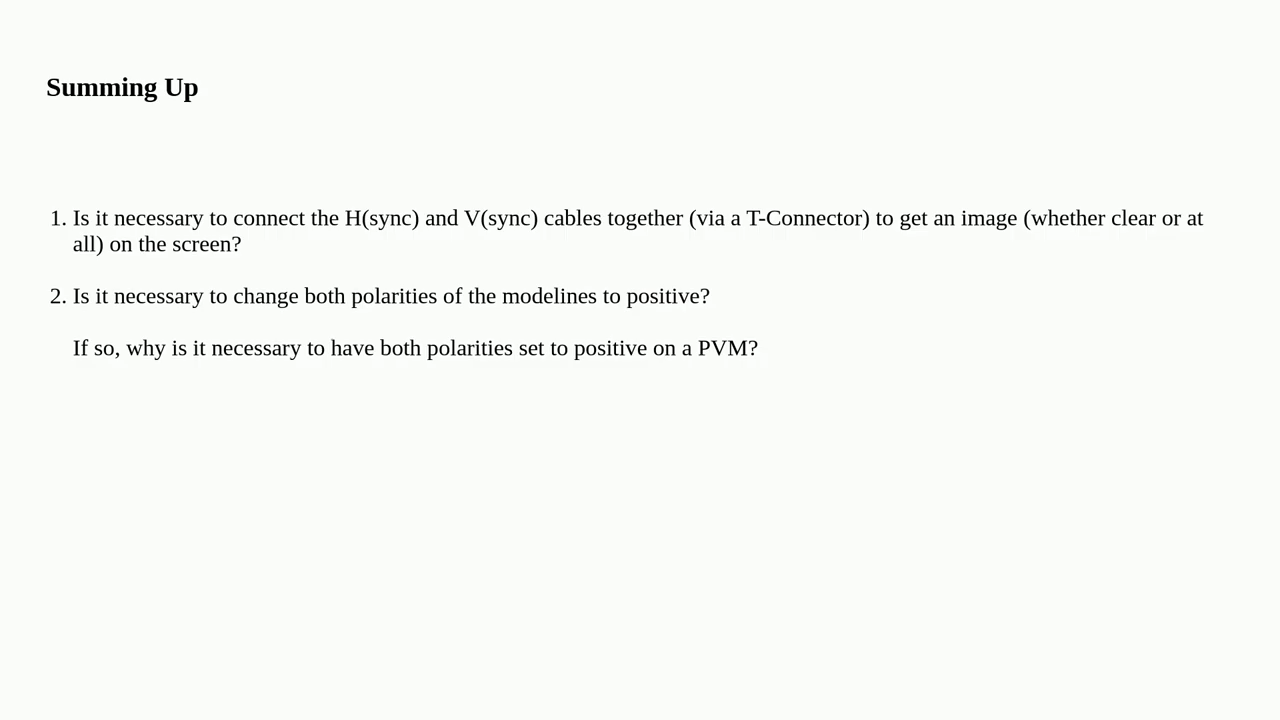 Summing Up
1. Is it necessary to connect the H(sync) and V(sync) cables together (via a T-Connector) to get an image (whether clear or at
all) on the screen?
2. Is it necessary to change both polarities of the modelines to positive?
If so, why is it necessary to have both polarities set to positive on a PVM?